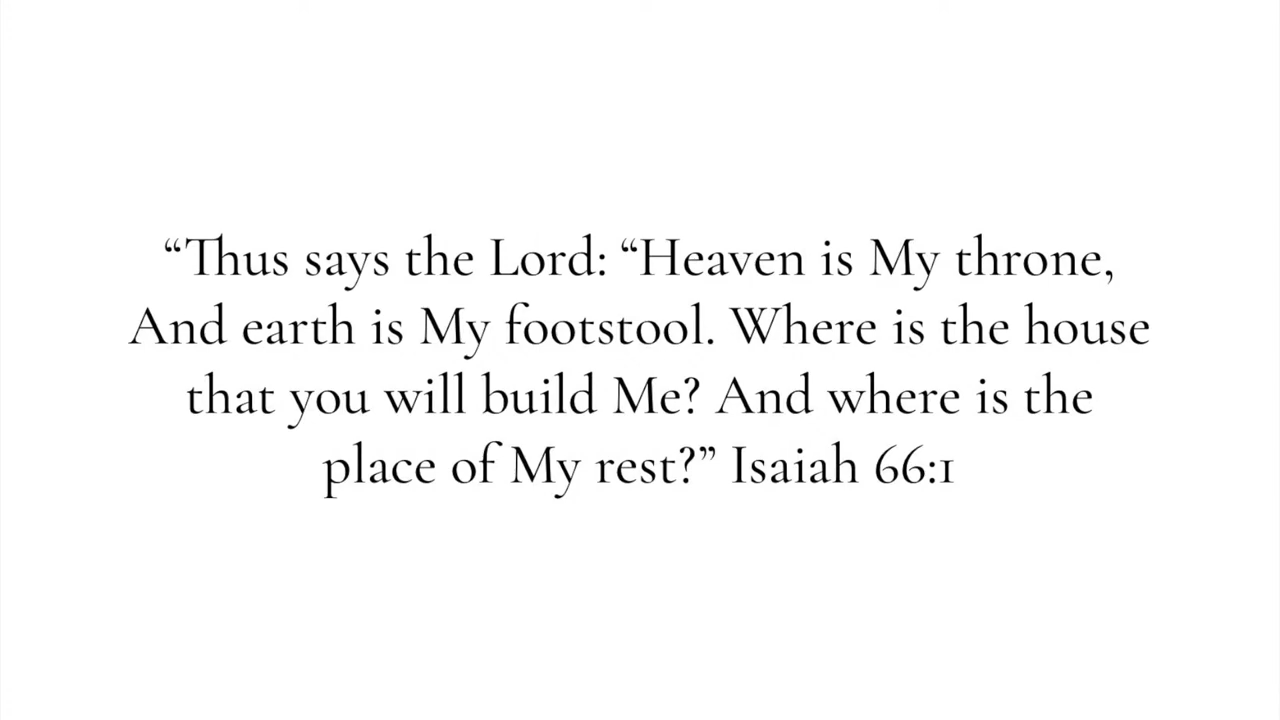 “Thus says the Lord: “Heaven is My throne,
And earth is My footstool. Where is the house
that you will build Me? And where is the
place of My rest?” Isaiah 66:1